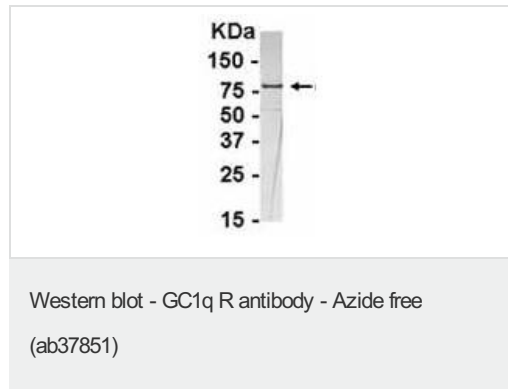 KDa
150 -
75 -
50 -
37 -
25 -
15 -
Western blot - GC1q R antibody - Azide free
(ab37851)